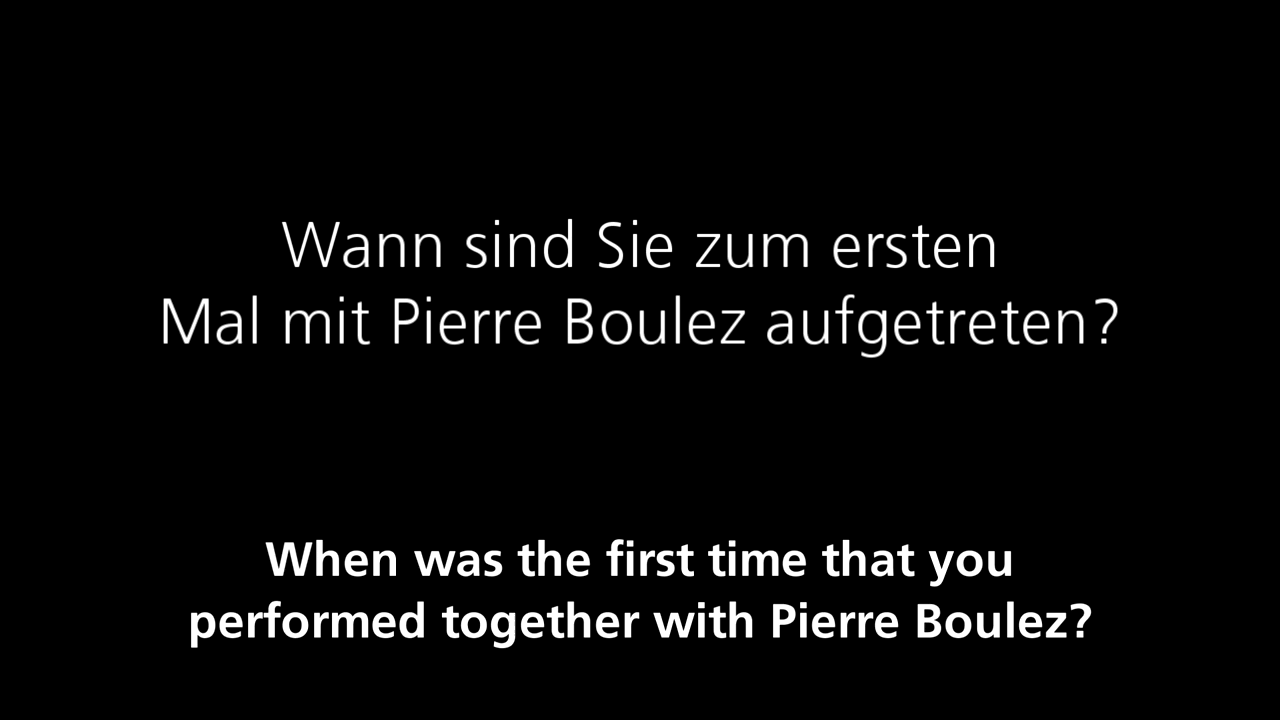 Wann sind Sie zum ersten
Mal mit Pierre Boulez aufgetreten?
When was the first time that you
performed together with Pierre Boulez?